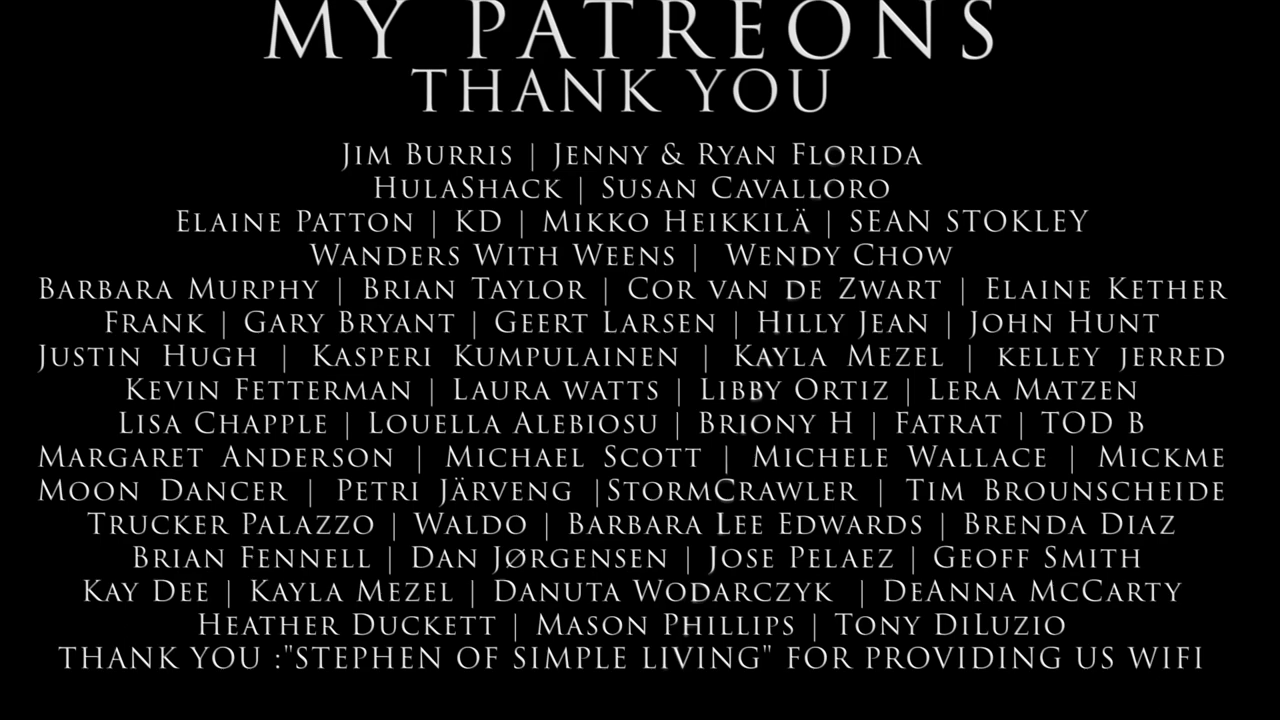 MY PATREONS
THANK YOU
Jim Burris | Jenny & Ryan Florida
HulaShack | Susan Cavalloro
Elaine Patton | KD | Mikko Heikkilä | SEAN STOKLEY
Wanders With Weens | Wendy Chow
Barbara Murphy | Brian Taylor | Cor van de Zwart | Elaine Kether
Frank | Gary Bryant | Geert Larsen | Hilly Jean | John Hunt
Justin Hugh | Kasperi Kumpulainen | Kayla Mezel | kelley jerred
Kevin Fetterman | Laura watts | Libby Ortiz | Lera Matzen
Lisa Chapple | Louella Alebiosu | Briony H | Fatrat | TOD B
Margaret Anderson | Michael Scott | Michele Wallace | Mickme
Moon Dancer | Petri Järveng |StormCrawler | Tim Brounscheide
Trucker Palazzo | Waldo | Barbara Lee Edwards | Brenda Diaz
Brian Fennell | Dan Jørgensen | Jose Pelaez | Geoff Smith
Kay Dee | Kayla Mezel | Danuta Wodarczyk | DeAnna McCarty
Heather Duckett | Mason Phillips | Tony DiLuzio
THANK YOU :"STEPHEN OF SIMPLE LIVING" FOR PROVIDING US WIFI